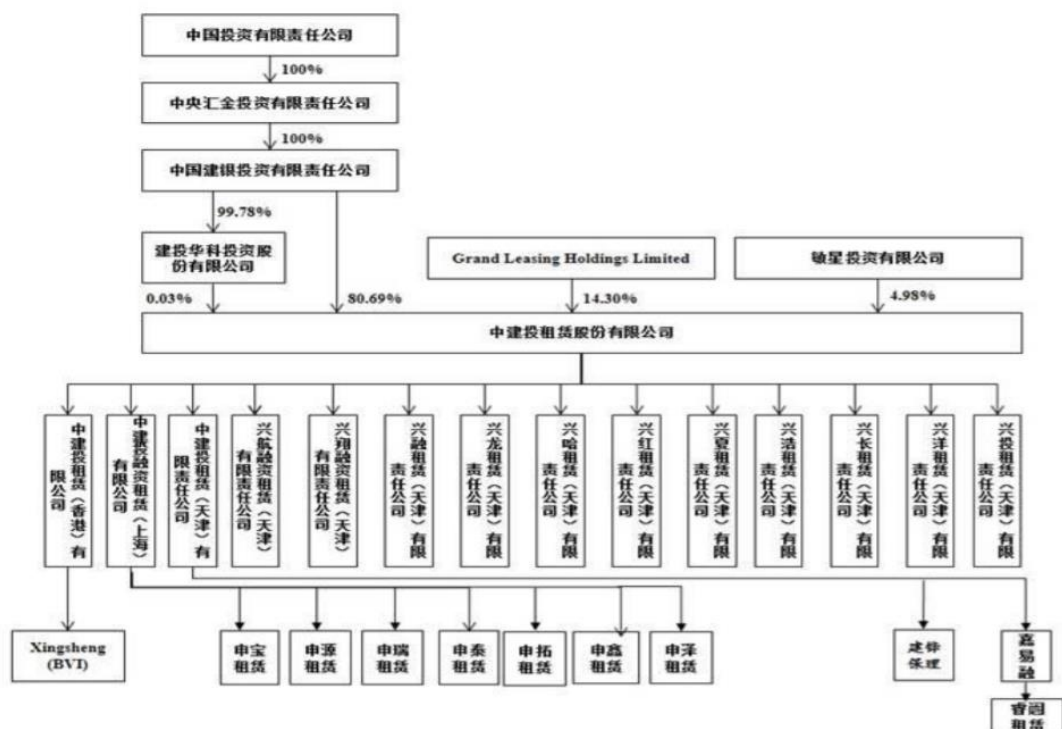 中国投资有限责任公司
100%
中央汇金投资有限责任公司
100%
中国建银投资有限责任公司
99.78%
建投华科投资股
份有限公司
Grand Leasing Holdings Limited
敏星投资有限公司
0.03%
80.69%
14.30%
4.98%
中建投租赁股份有限公司
中建投租赁（香港）有
限公司
中建投融资租赁（上海）
有限公司
中建投租赁（天津）有
限责任公司
兴航融资租赁（天津）
有限责任公司
兴翔融资租赁（天津）
有限责任公司
兴融租赁（天津）有限
责任公司
兴龙租赁（天津）有限
责任公司
兴哈租赁（天津）有限
责任公司
兴红租赁（天津）有限
责任公司
兴夏租赁（天津）有限
责任公司
兴浩租赁（天津）有限
责任公司
兴长租赁（天津）有限
责任公司
兴洋租赁（天津）有限
责任公司
兴投租赁（天津）有限
责任公司
Xingsheng
(BVI)
申宝
租赁
申源
租赁
申瑞
租赁
申泰
租赁
申拓
租赁
申鑫
租赁
申泽
租赁
保理
嘉易融
租赁